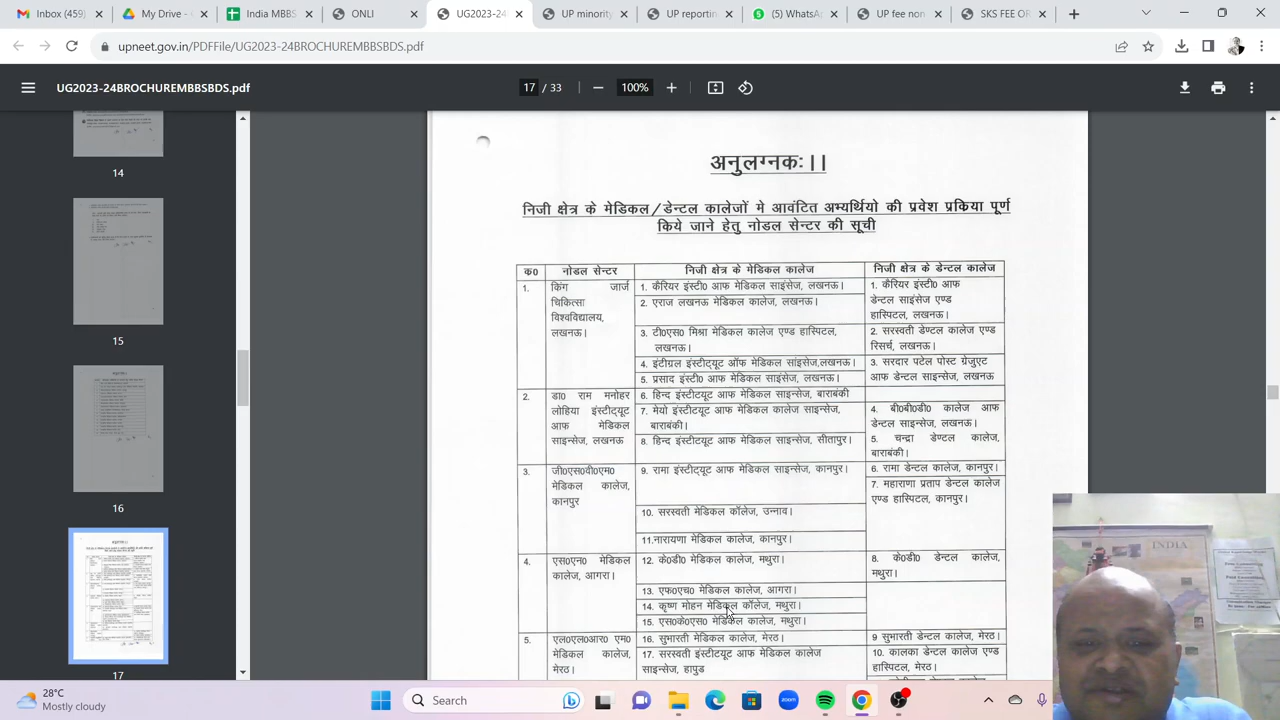 Inbox (459)
My Drive - G
India MBBS
ONLI
UG2023-24
UP minority
UP reportin
(5) WhatsA
UP fee non
SKS FEE OR
upneet.gov.in/PDFFile/UG2023-24BROCHUREMBBSBDS.pdf
UG2023-24BROCHUREMBBSBDS.pdf
17 / 33
100%
14
15
16
17
अनुलग्नकः।।
निजी क्षेत्र के मेडिकल/डेन्टल कालेजों मे आवंटित अभ्यर्थियो की प्रवेश प्रकिया पूर्ण
किये जाने हेतु नोडल सेन्टर की सूची
क0
नोडल सेन्टर
निजी क्षेत्र के मेडिकल कालेज
निजी क्षेत्र के डेन्टल कालेज
1.
किंग जार्ज
चिकित्सा
विश्वविद्यालय,
लखनऊ।
1. कैरियर इंस्टी0 आफ मेडिकल साइंसेज, लखनऊ।
2. एराज लखनऊ मेडिकल कालेज, लखनऊ।
3. टी0एस0 मिश्रा मेडिकल कालेज एण्ड हास्पिटल,
लखनऊ।
4. इंटीग्रल इंस्टीट्यूट ऑफ मेडिकल साइंसेज,लखनऊ।
5. प्रसाद इंस्टी0 आफ मेडिकल साइंसेज, लखनऊ।
1. कैरियर इंस्टी0 आफ
डेन्टल साइंसेज एण्ड
हास्पिटल, लखनऊ।
2. सरस्वती डेण्टल कालेज एण्ड
रिसर्च, लखनऊ।
3. सरदार पटेल पोस्ट ग्रेजुएट
आफ डेन्टल साइन्सेज, लखनऊ
2.
डा0 राम मनोहर
लोहिया इंस्टीट्यूट
आफ मेडिकल
साइन्सेज, लखनऊ
6. हिन्द इंस्टीट्यूट आफ मेडिकल साइन्सेज, बाराबंकी
7. मेयो इंस्टीट्यूट आफ मेडिकल कालेज साइन्सेज,
बाराबंकी।
8. हिन्द इंस्टीट्यूट आफ मेडिकल साइन्सेज, सीतापुर।
4. बी0बी0डी0 कालेज आफ
डेन्टल साइन्सेज, लखनऊ।
5. चन्द्रा डेण्टल कालेज,
बाराबंकी।
3.
जी0एस0वी0एम0
मेडिकल कालेज,
कानपुर
9. रामा इंस्टीट्यूट आफ मेडिकल साइन्सेज, कानपुर।
10. सरस्वती मेडिकल कॉलेज, उन्नाव।
11.नारायणा मेडिकल कालेज, कानपुर।
6. रामा डेन्टल कालेज, कानपुर।
7. महाराणा प्रताप डेन्टल कालेज
एण्ड हास्पिटल, कानपुर।
4.
एस0एन0 मेडिकल
कालेज, आगरा।
12. के0डी0 मेडिकल कालेज, मथुरा।
13. एफ0एच0 मेडिकल कालेज, आगरा।
14. कृष्ण मोहन मेडिकल कॉलेज, मथुरा।
15. एस0के0एस0 मेडिकल कालेज, मथुरा।
8. के0डी0 डेन्टल कालेज,
मथुरा।
5.
एल0एल0आर एम0
मेडिकल कालेज,
मेरठ।
16. सुभारती मेडिकल कालेज, मेरठ।
17. सरस्वती इंस्टीटयूट आफ मेडिकल कालेज
साइन्सेज, हापुड
9 सुभारती डेन्टल कालेज, मेरठ।
10. कालका डेन्टल कालेज एण्ड
हास्पिटल, मेरठ।
INDIA
28°C
Mostly cloudy
Search
zoom